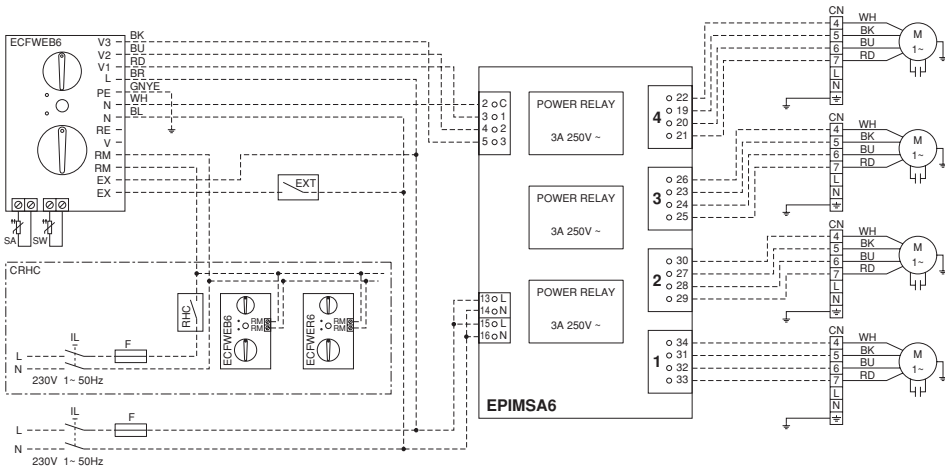 ECFWEB6
V3
V2
V1
L
PE
N
N
RE
V
RM
RM
EX
EX
BK
BU
RD
BR
GNYE
WH
BL
SA
SW
EXT
CRHC
RHC
ECFWEB6
RM
RM
ECFWER6
RM
RM
IL
F
L
N
230V 1~ 50Hz
IL
F
L
N
230V 1~ 50Hz
2 C
3 1
4 2
5 3
13 L
14 N
15 L
16 N
POWER RELAY
3A 250V ~
POWER RELAY
3A 250V ~
POWER RELAY
3A 250V ~
EPIMSA6
4
22
19
20
21
3
26
23
24
25
2
30
27
28
29
1
34
31
32
33
CN
4 WH
5 BK
6 BU
7 RD
L
N
M
1~
CN
4 WH
5 BK
6 BU
7 RD
L
N
M
1~
CN
4 WH
5 BK
6 BU
7 RD
L
N
M
1~
CN
4 WH
5 BK
6 BU
7 RD
L
N
M
1~